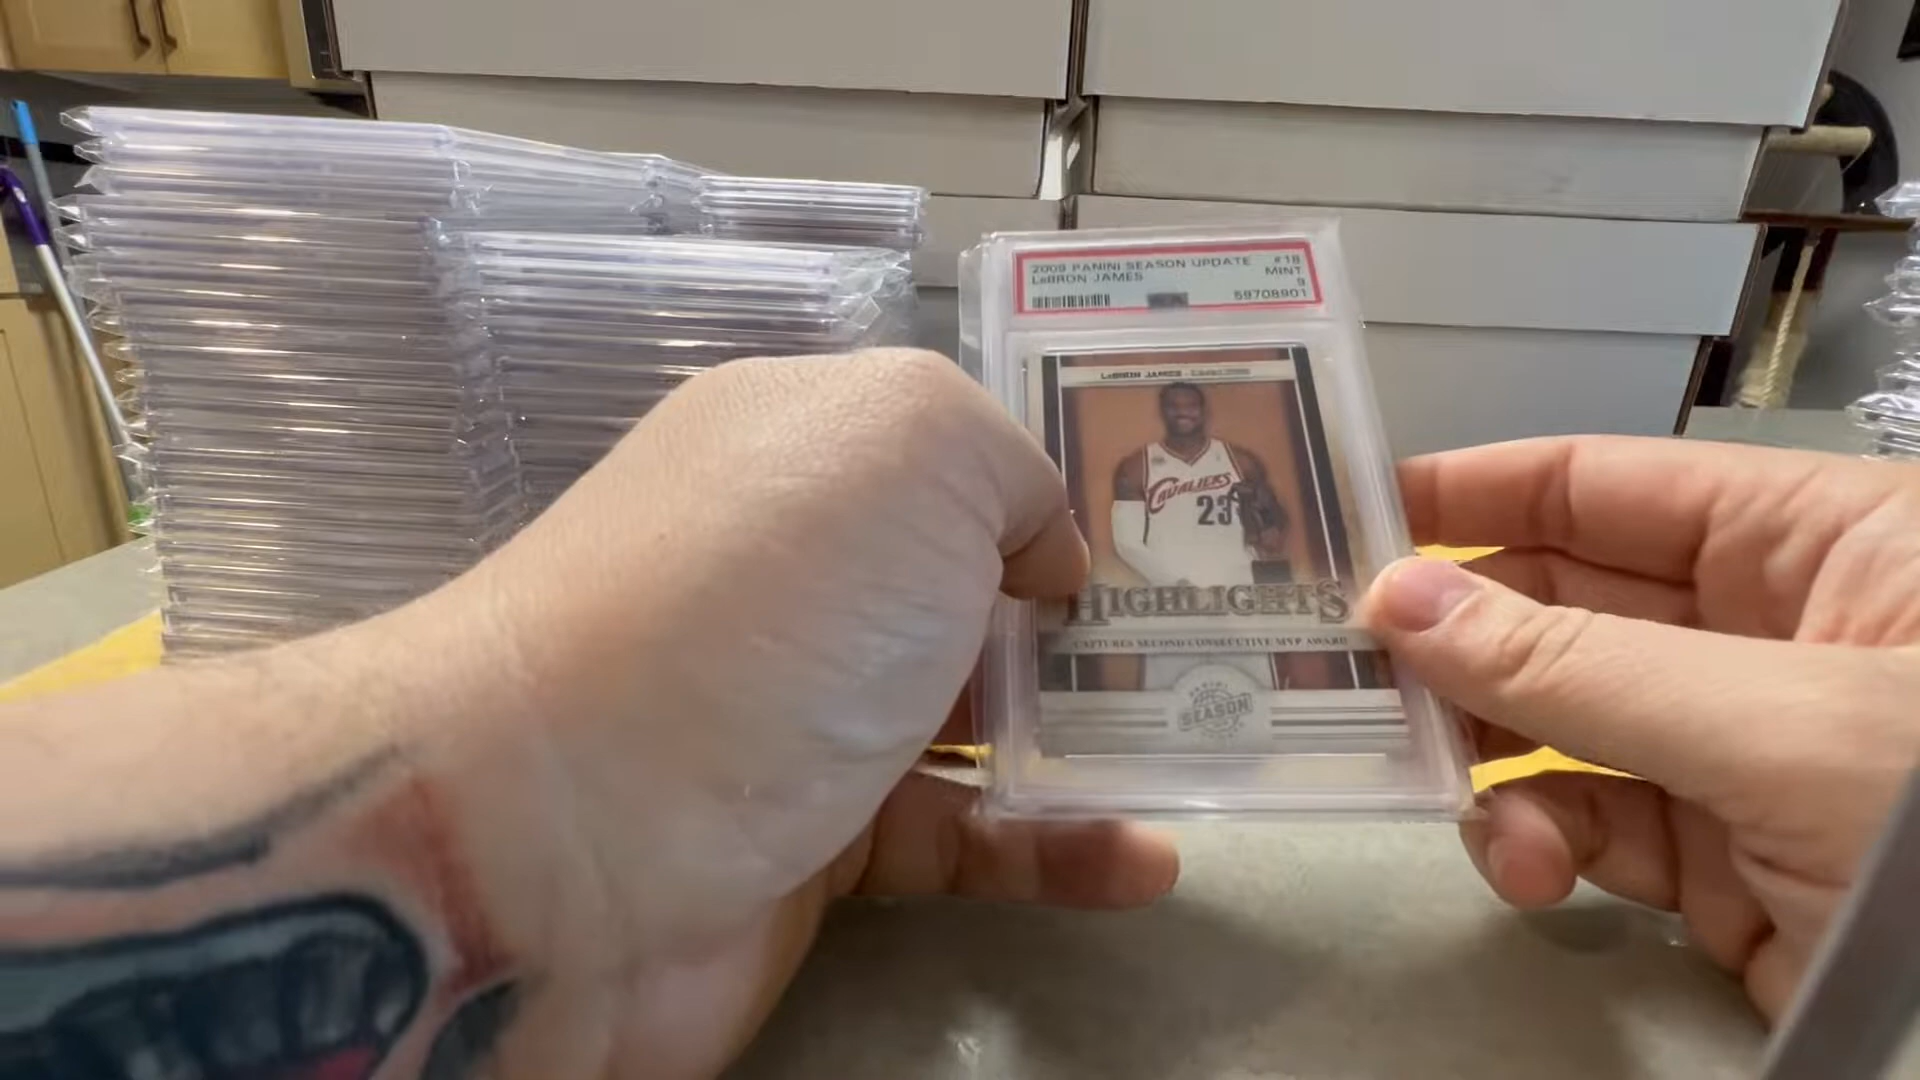 2009 PANINI SEASON UPDATE #18
LeBRON JAMES MINT
9
59708901
LeBRON JAMES
CAVALIERS
23
HIGHLIGHTS
CAPTURES SECOND CONSECUTIVE MVP AWARD
PANINI
SEASON